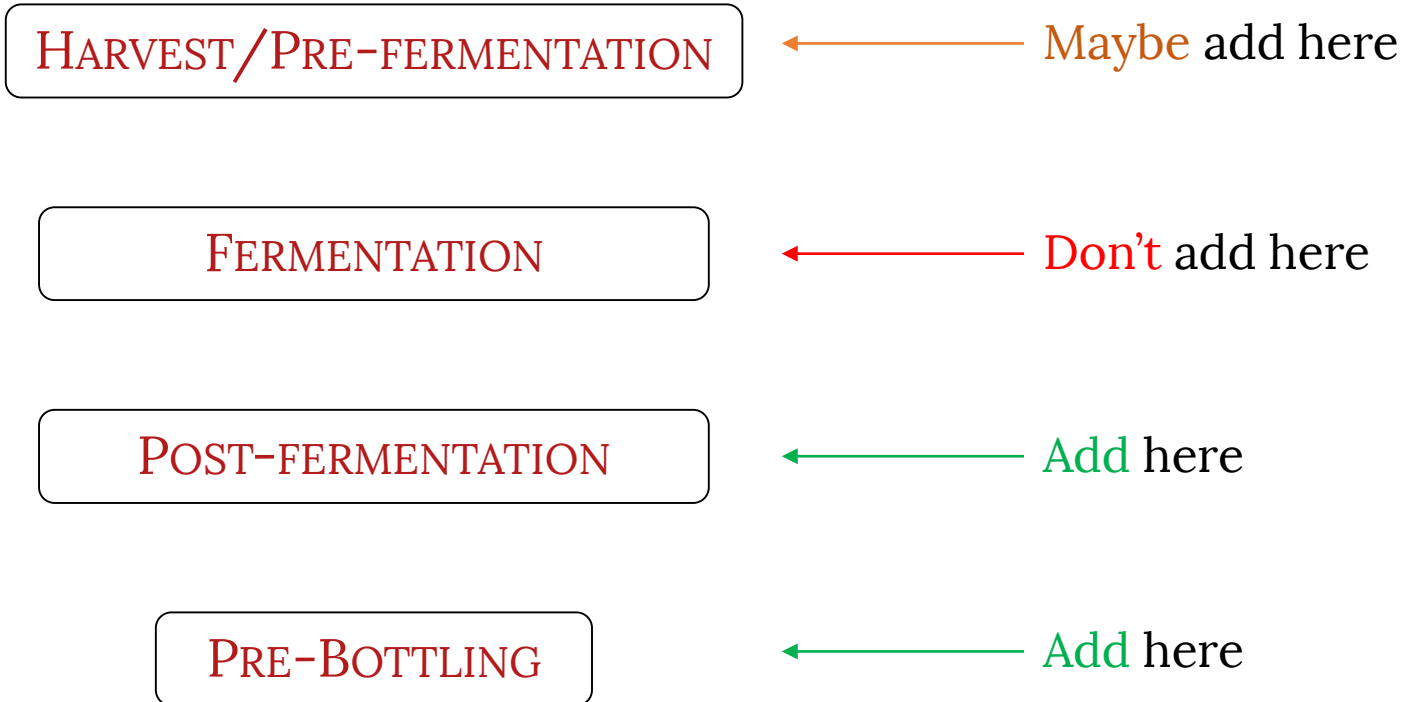 Harvest/Pre-fermentation Maybe add here
Fermentation Don’t add here
Post-fermentation Add here
Pre-Bottling Add here